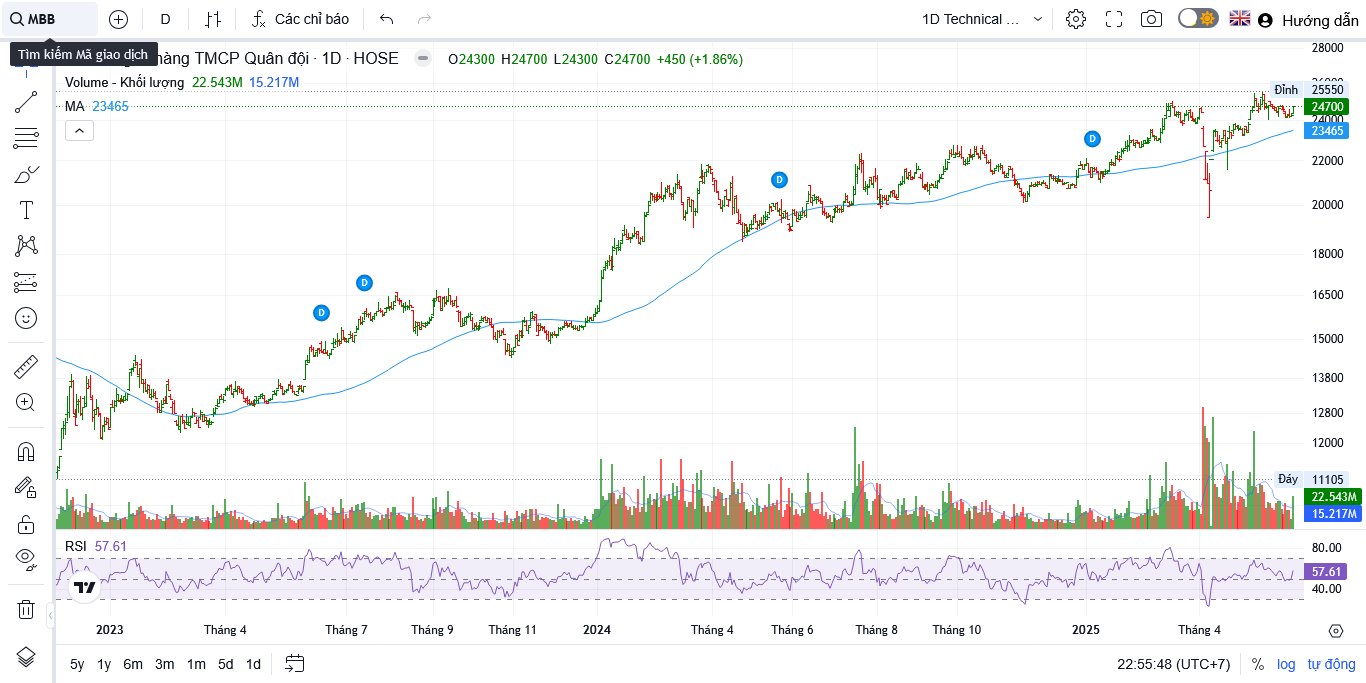 MBB
D
Các chỉ báo
1D Technical ...
Hướng dẫn
Tìm kiếm Mã giao dịch
hàng TMCP Quân đội · 1D · HOSE
O24300 H24700 L24300 C24700 +450 (+1.86%)
Volume - Khối lượng 22.543M 15.217M
MA 23465
28000
Đỉnh 25550
24700
24000
23465
22000
20000
18000
16500
15000
13800
12800
12000
Đáy 11105
22.543M
15.217M
D
D
D
D
RSI 57.61
80.00
57.61
40.00
2023 Tháng 4 Tháng 7 Tháng 9 Tháng 11 2024 Tháng 4 Tháng 6 Tháng 8 Tháng 10 2025 Tháng 4
5y 1y 6m 3m 1m 5d 1d
22:55:48 (UTC+7) % log tự động